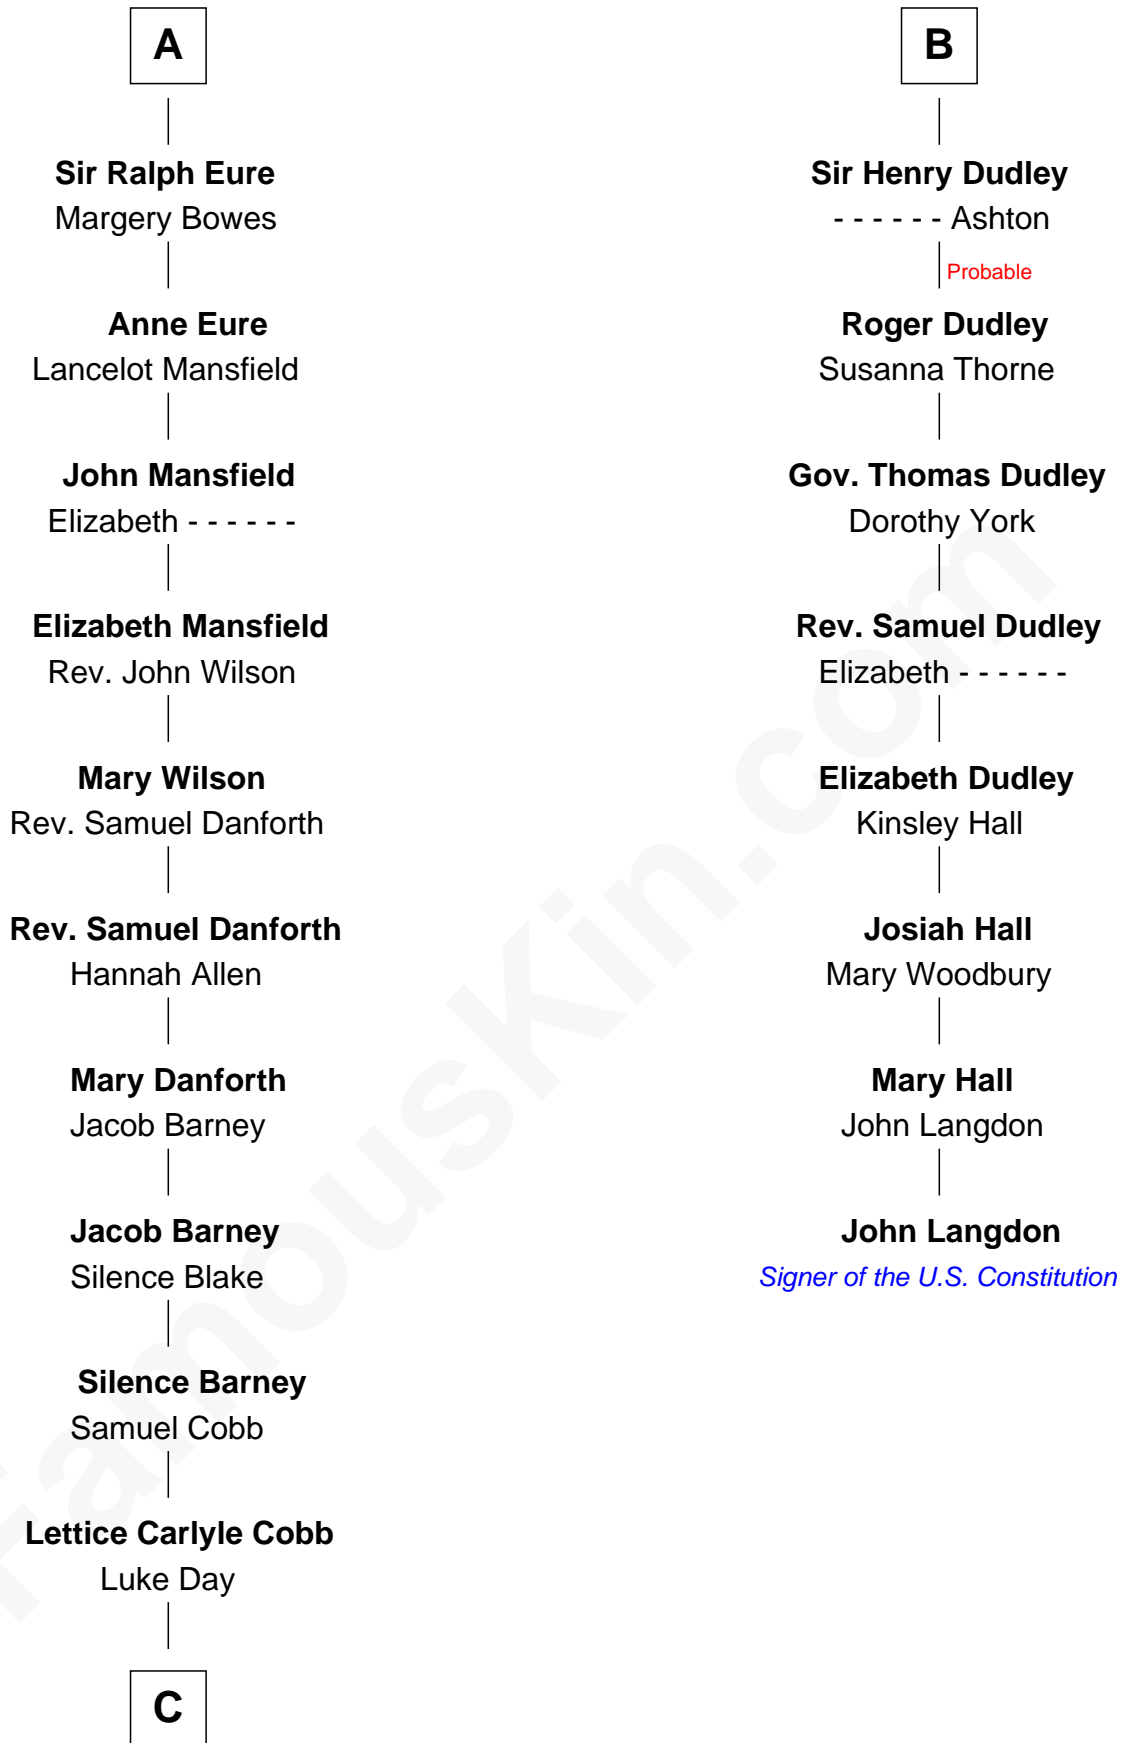 A
Sir Ralph Eure
Margery Bowes
Anne Eure
Lancelot Mansfield
John Mansfield
Elizabeth - - - - - -
Elizabeth Mansfield
Rev. John Wilson
Mary Wilson
Rev. Samuel Danforth
Rev. Samuel Danforth
Hannah Allen
Mary Danforth
Jacob Barney
Jacob Barney
Silence Blake
Silence Barney
Samuel Cobb
Lettice Carlyle Cobb
Luke Day
C
B
Sir Henry Dudley
- - - - - - Ashton
Probable
Roger Dudley
Susanna Thorne
Gov. Thomas Dudley
Dorothy York
Rev. Samuel Dudley
Elizabeth - - - - - -
Elizabeth Dudley
Kinsley Hall
Josiah Hall
Mary Woodbury
Mary Hall
John Langdon
John Langdon
Signer of the U.S. Constitution
FamousKin.com